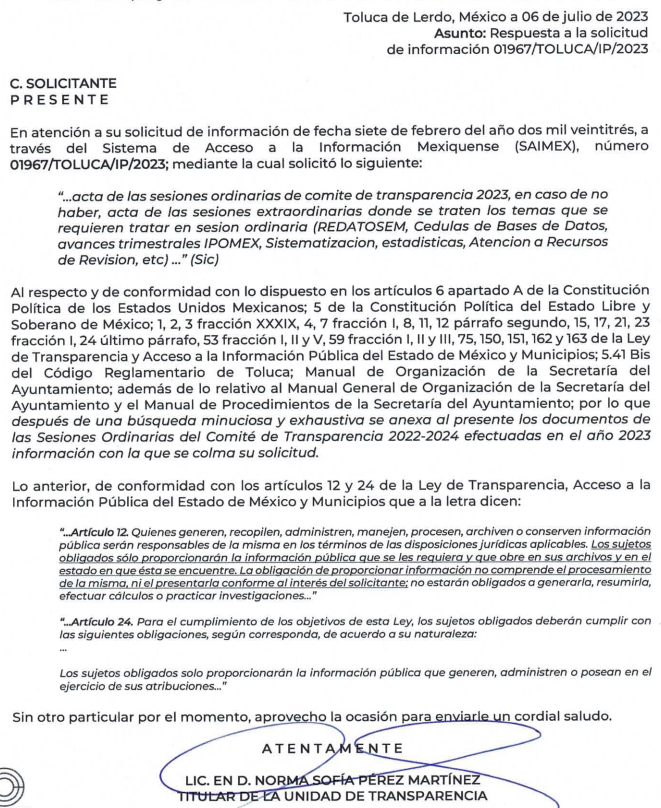 Toluca de Lerdo, México a 06 de julio de 2023
Asunto: Respuesta a la solicitud
de información 01967/TOLUCA/IP/2023
C. SOLICITANTE
P R E S E N T E
En atención a su solicitud de información de fecha siete de febrero del año dos mil veintitrés, a
través del Sistema de Acceso a la Información Mexiquense (SAIMEX), número
01967/TOLUCA/IP/2023; mediante la cual solicitó lo siguiente:
"...acta de las sesiones ordinarias de comite de transparencia 2023, en caso de no
haber, acta de las sesiones extraordinarias donde se traten los temas que se
requieren tratar en sesion ordinaria (REDATOSEM, Cedulas de Bases de Datos,
avances trimestrales IPOMEX, Sistematizacion, estadisticas, Atencion a Recursos
de Revision, etc) ..." (Sic)
Al respecto y de conformidad con lo dispuesto en los artículos 6 apartado A de la Constitución
Política de los Estados Unidos Mexicanos; 5 de la Constitución Política del Estado Libre y
Soberano de México; 1, 2, 3 fracción XXXIX, 4, 7 fracción I, 8, 11, 12 párrafo segundo, 15, 17, 21, 23
fracción I, 24 último párrafo, 53 fracción I, II y V, 59 fracción I, II y III, 75, 150, 151, 162 y 163 de la Ley
de Transparencia y Acceso a la Información Pública del Estado de México y Municipios; 5.41 Bis
del Código Reglamentario de Toluca; Manual de Organización de la Secretaría del
Ayuntamiento; además de lo relativo al Manual General de Organización de la Secretaría del
Ayuntamiento y el Manual de Procedimientos de la Secretaría del Ayuntamiento; por lo que
después de una búsqueda minuciosa y exhaustiva se anexa al presente los documentos de
las Sesiones Ordinarias del Comité de Transparencia 2022-2024 efectuadas en el año 2023
información con la que se colma su solicitud.
Lo anterior, de conformidad con los artículos 12 y 24 de la Ley de Transparencia, Acceso a la
Información Pública del Estado de México y Municipios que a la letra dicen:
"...Artículo 12. Quienes generen, recopilen, administren, manejen, procesen, archiven o conserven información
pública serán responsables de la misma en los términos de las disposiciones jurídicas aplicables. Los sujetos
obligados sólo proporcionarán la información pública que se les requiera y que obre en sus archivos y en el
estado en que ésta se encuentre. La obligación de proporcionar información no comprende el procesamiento
de la misma, ni el presentarla conforme al interés del solicitante; no estarán obligados a generarla, resumirla,
efectuar cálculos o practicar investigaciones..."
"...Artículo 24. Para el cumplimiento de los objetivos de esta Ley, los sujetos obligados deberán cumplir con
las siguientes obligaciones, según corresponda, de acuerdo a su naturaleza:
...
Los sujetos obligados solo proporcionarán la información pública que generen, administren o posean en el
ejercicio de sus atribuciones..."
Sin otro particular por el momento, aprovecho la ocasión para enviarle un cordial saludo.
A T E N T A M E N T E
LIC. EN D. NORMA SOFÍA PÉREZ MARTÍNEZ
TITULAR DE LA UNIDAD DE TRANSPARENCIA